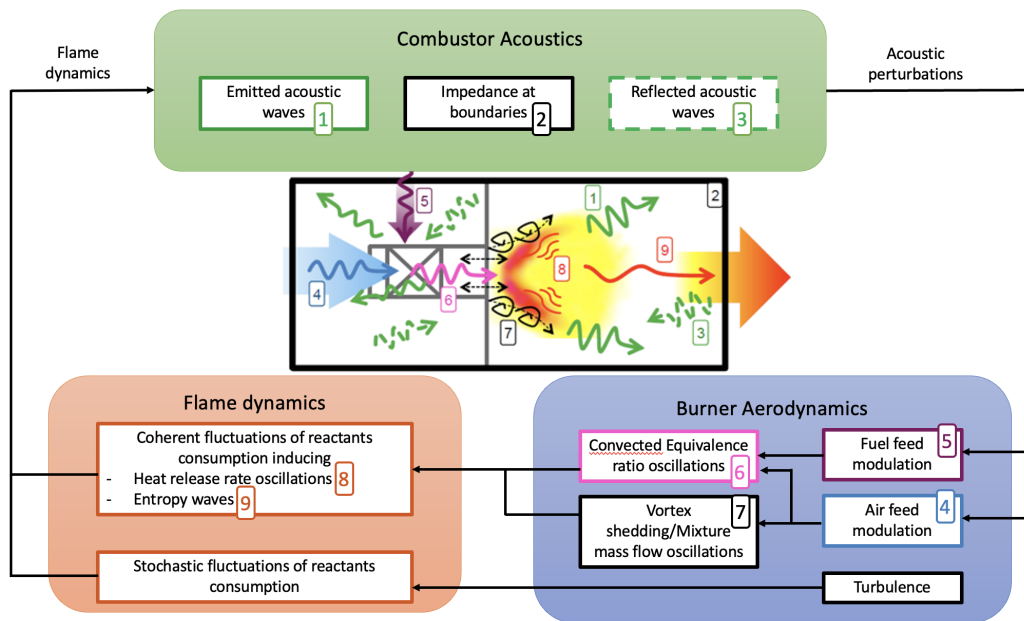 Combustor Acoustics
Flame
dynamics
Acoustic
perturbations
Emitted acoustic
waves 1
Impedance at
boundaries 2
Reflected acoustic
waves 3
5
1
2
9
8
4
6
7
3
Flame dynamics
Coherent fluctuations of reactants
consumption inducing
- Heat release rate oscillations 8
- Entropy waves 9
Stochastic fluctuations of reactants
consumption
Burner Aerodynamics
Convected Equivalence
ratio oscillations 6
Fuel feed 5
modulation
Vortex 7
shedding/Mixture
mass flow oscillations
Air feed 4
modulation
Turbulence